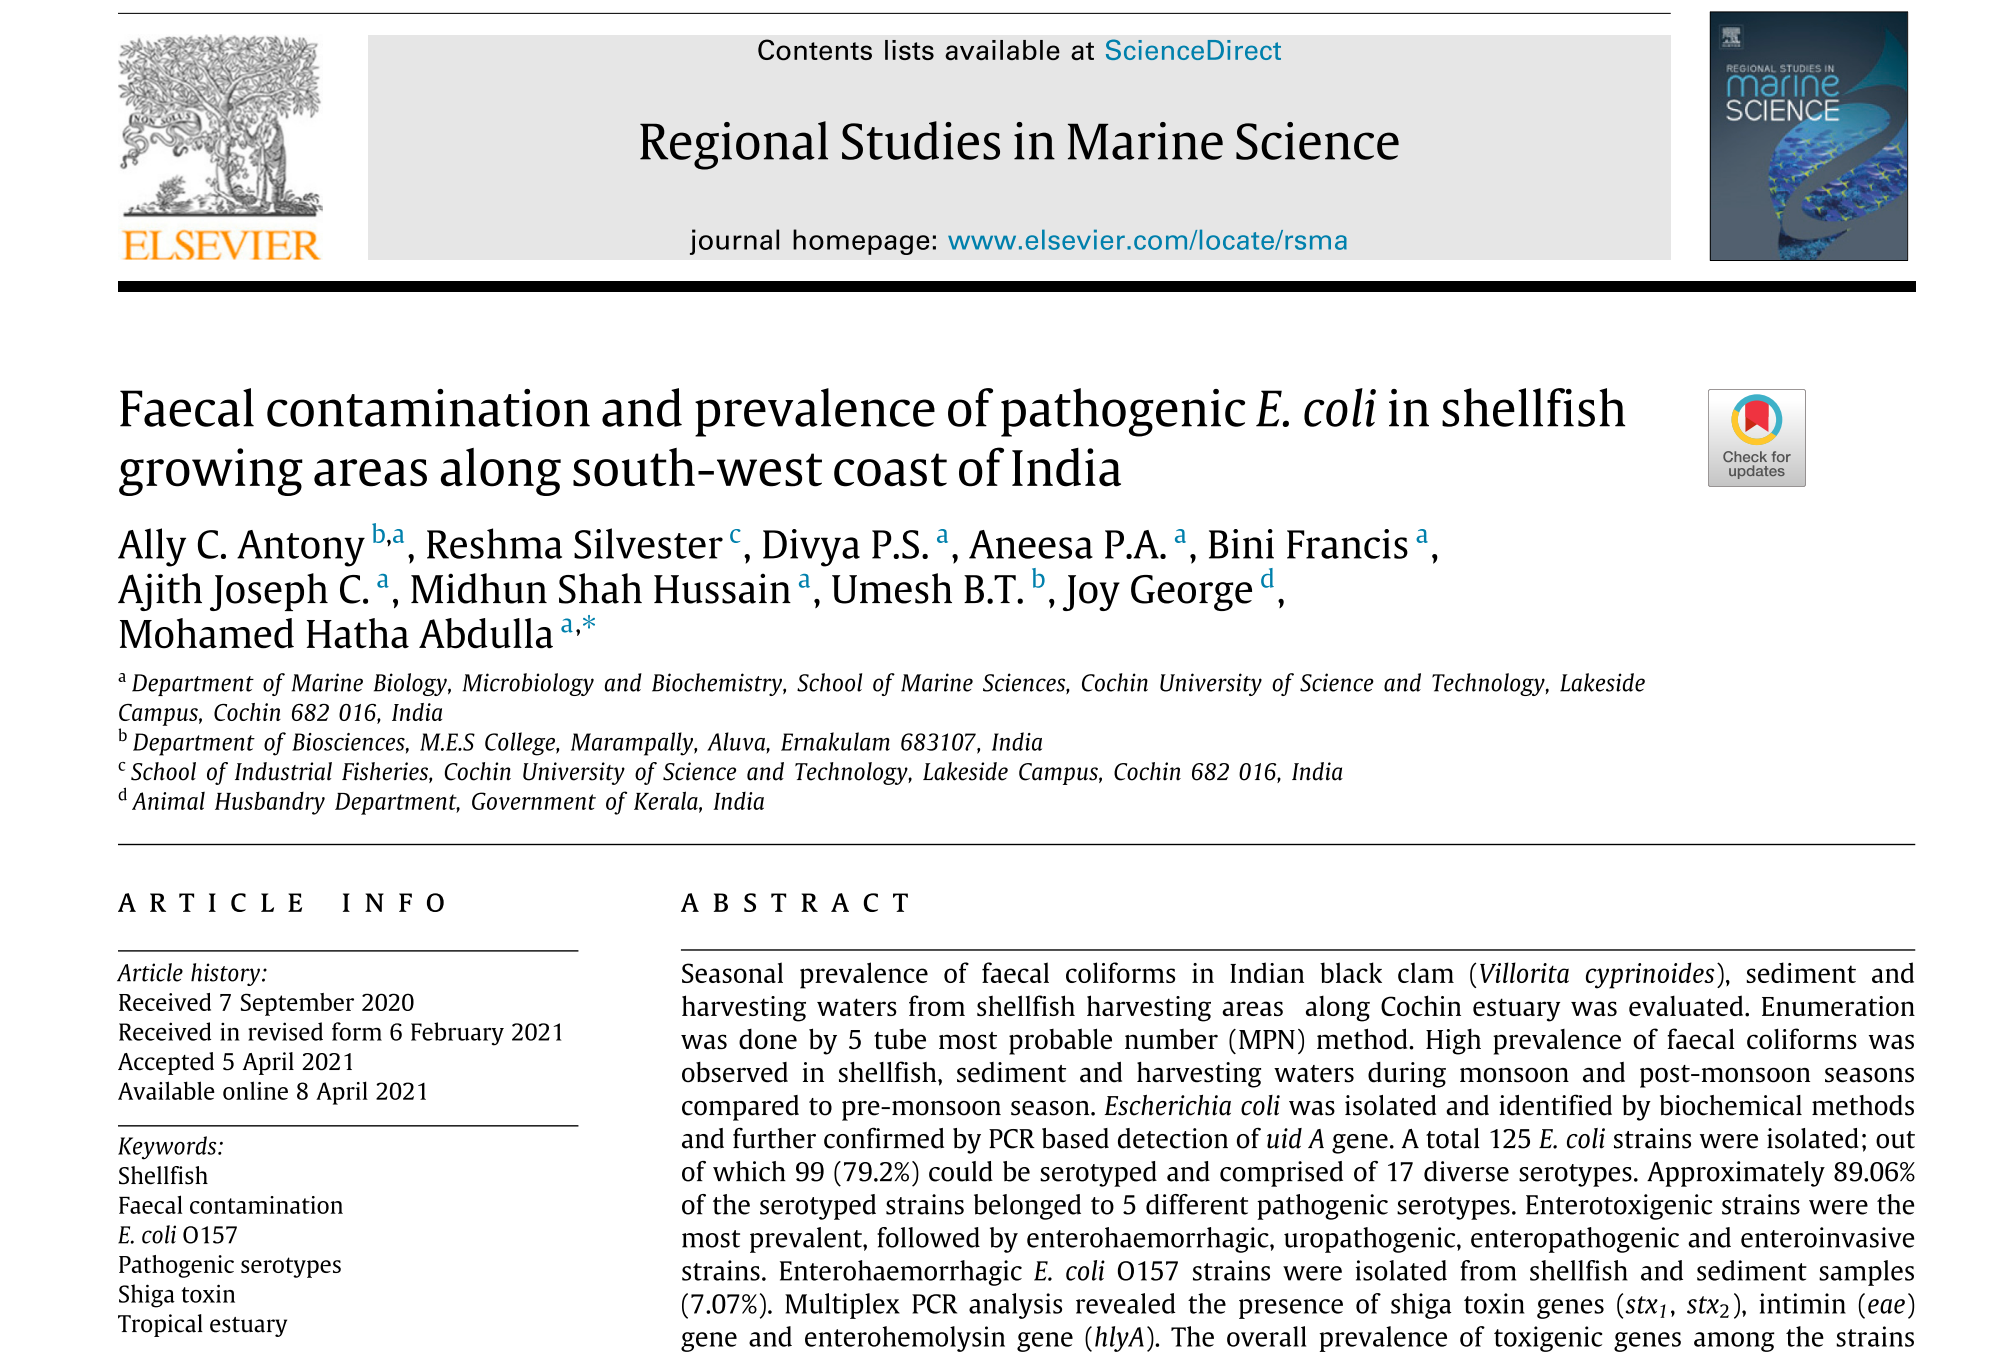 Contents lists available at ScienceDirect
Regional Studies in Marine Science
journal homepage: www.elsevier.com/locate/rsma
NON SOLUS
ELSEVIER
REGIONAL STUDIES IN
marine
SCIENCE
Faecal contamination and prevalence of pathogenic E. coli in shellfish
growing areas along south-west coast of India
Check for
updates
Ally C. Antony b,a, Reshma Silvester c, Divya P.S. a, Aneesa P.A. a, Bini Francis a,
Ajith Joseph C. a, Midhun Shah Hussain a, Umesh B.T. b, Joy George d,
Mohamed Hatha Abdulla a,*
a Department of Marine Biology, Microbiology and Biochemistry, School of Marine Sciences, Cochin University of Science and Technology, Lakeside
Campus, Cochin 682 016, India
b Department of Biosciences, M.E.S College, Marampally, Aluva, Ernakulam 683107, India
c School of Industrial Fisheries, Cochin University of Science and Technology, Lakeside Campus, Cochin 682 016, India
d Animal Husbandry Department, Government of Kerala, India
ARTICLE INFO
Article history:
Received 7 September 2020
Received in revised form 6 February 2021
Accepted 5 April 2021
Available online 8 April 2021
Keywords:
Shellfish
Faecal contamination
E. coli O157
Pathogenic serotypes
Shiga toxin
Tropical estuary
ABSTRACT
Seasonal prevalence of faecal coliforms in Indian black clam (Villorita cyprinoides), sediment and
harvesting waters from shellfish harvesting areas along Cochin estuary was evaluated. Enumeration
was done by 5 tube most probable number (MPN) method. High prevalence of faecal coliforms was
observed in shellfish, sediment and harvesting waters during monsoon and post-monsoon seasons
compared to pre-monsoon season. Escherichia coli was isolated and identified by biochemical methods
and further confirmed by PCR based detection of uid A gene. A total 125 E. coli strains were isolated; out
of which 99 (79.2%) could be serotyped and comprised of 17 diverse serotypes. Approximately 89.06%
of the serotyped strains belonged to 5 different pathogenic serotypes. Enterotoxigenic strains were the
most prevalent, followed by enterohaemorrhagic, uropathogenic, enteropathogenic and enteroinvasive
strains. Enterohaemorrhagic E. coli O157 strains were isolated from shellfish and sediment samples
(7.07%). Multiplex PCR analysis revealed the presence of shiga toxin genes (stx1, stx2), intimin (eae)
gene and enterohemolysin gene (hlyA). The overall prevalence of toxigenic genes among the strains